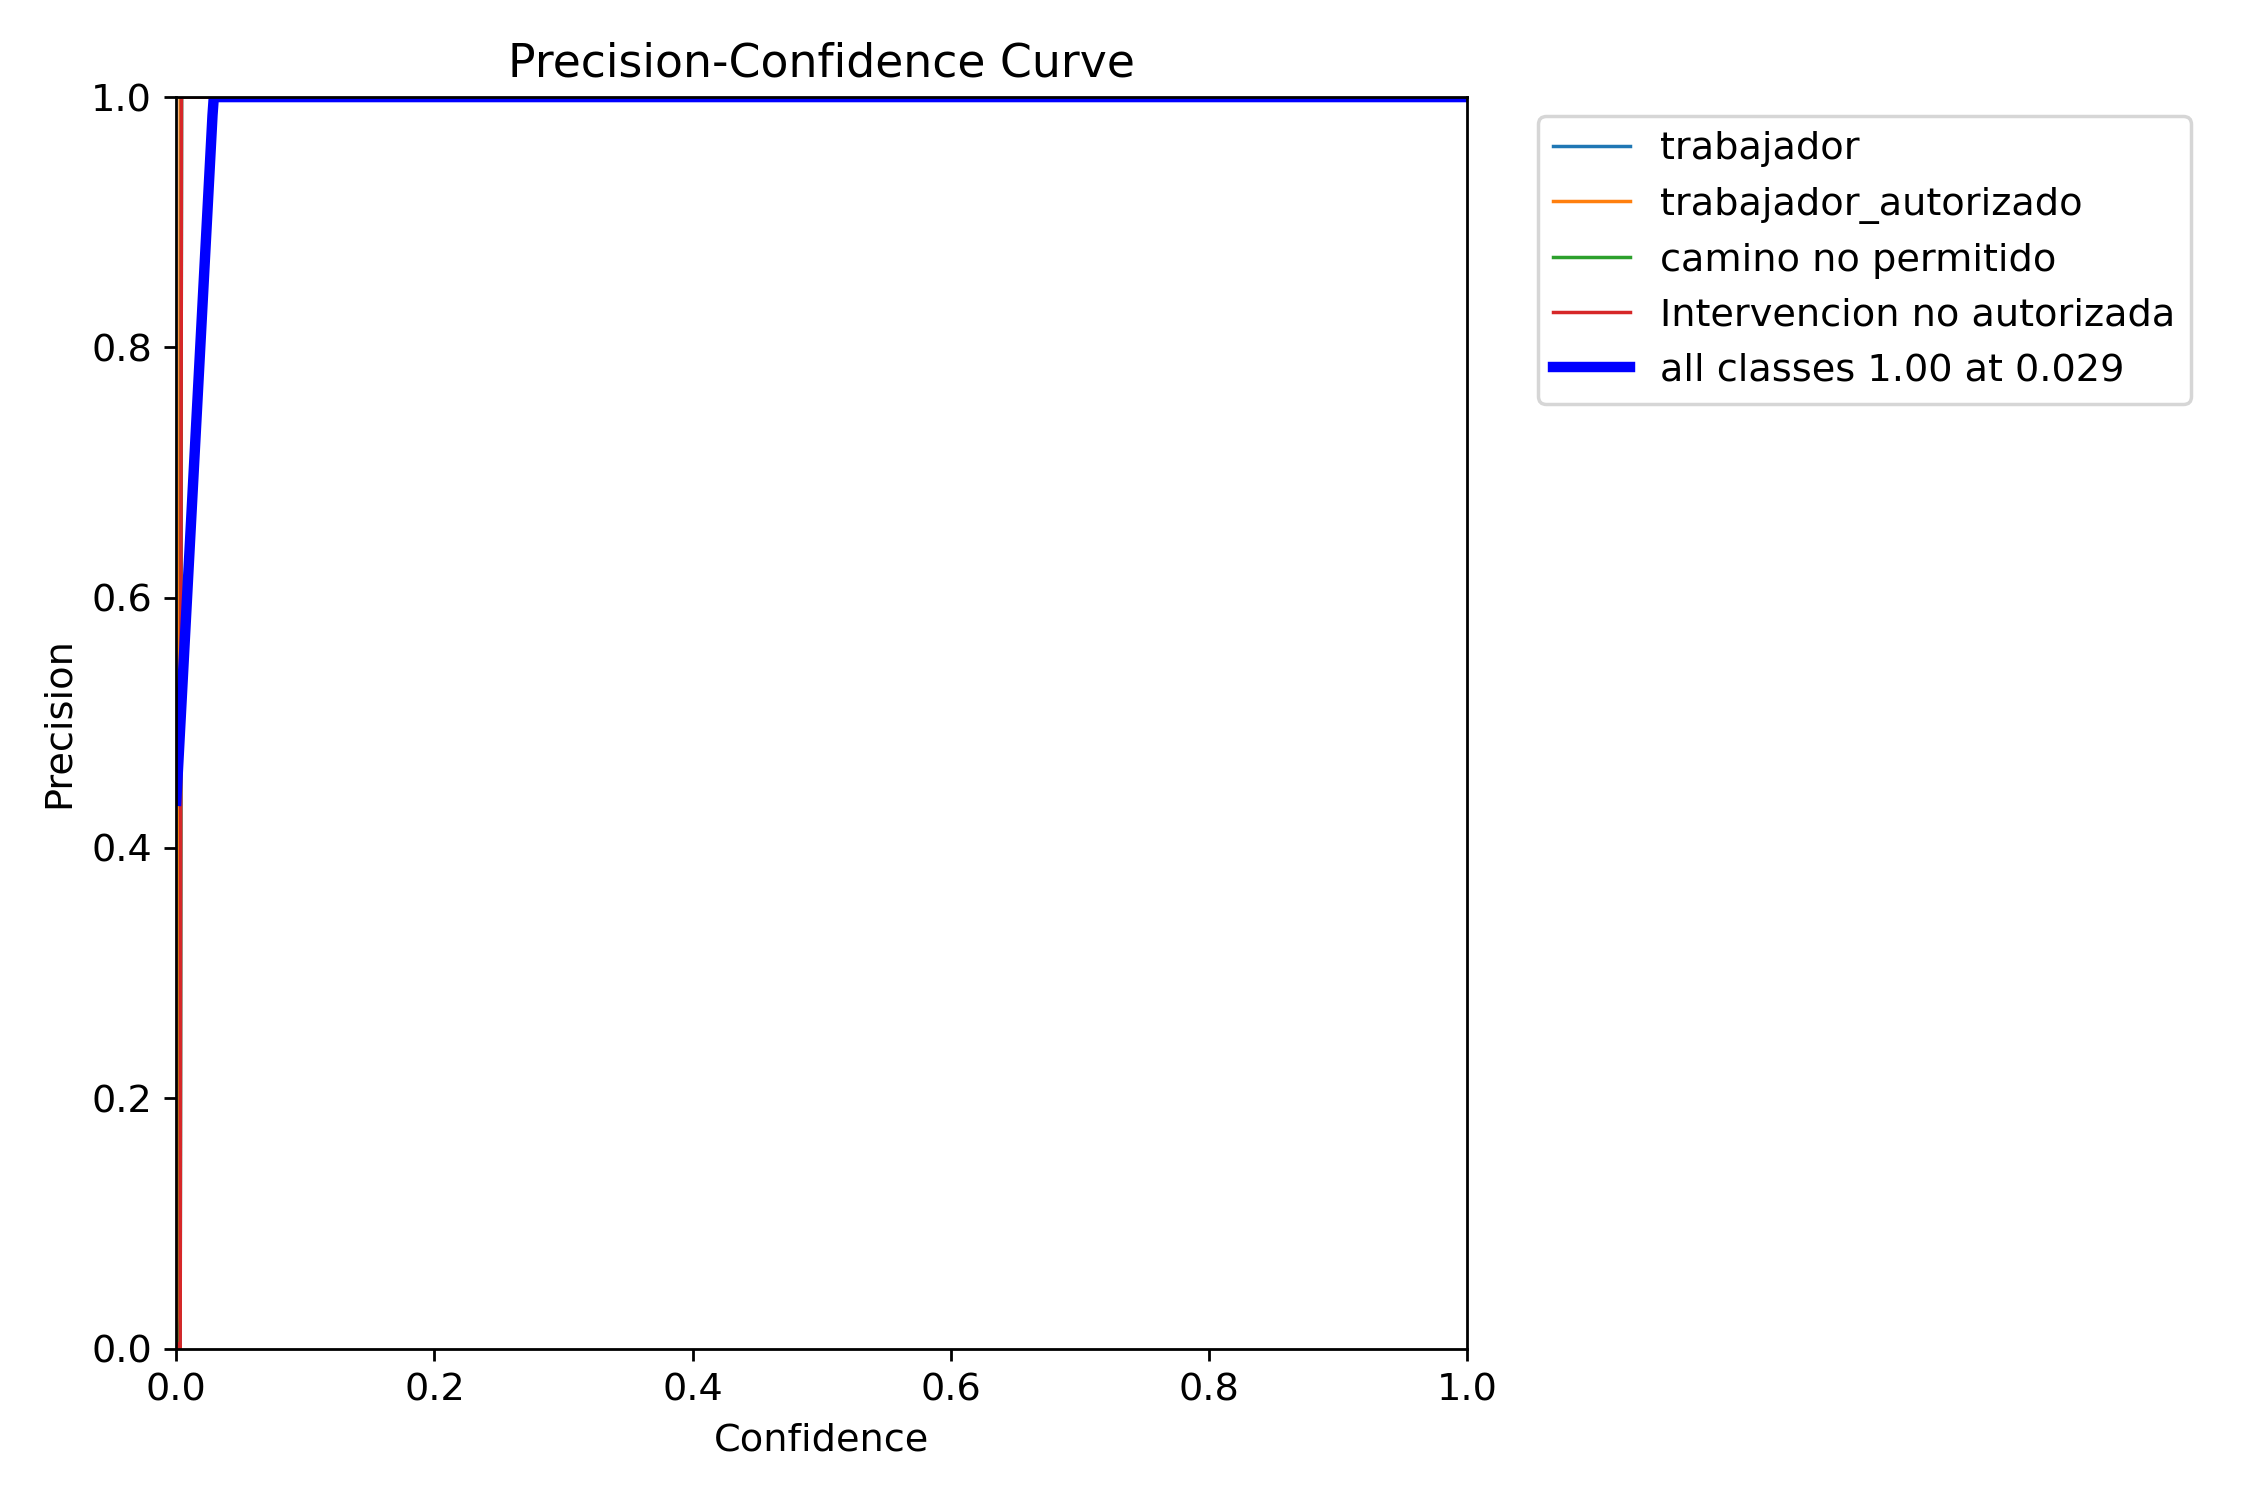 Precision-Confidence Curve
1.0
0.8
0.6
0.4
0.2
0.0
Precision
0.0 0.2 0.4 0.6 0.8 1.0
Confidence
trabajador
trabajador_autorizado
camino no permitido
Intervencion no autorizada
all classes 1.00 at 0.029